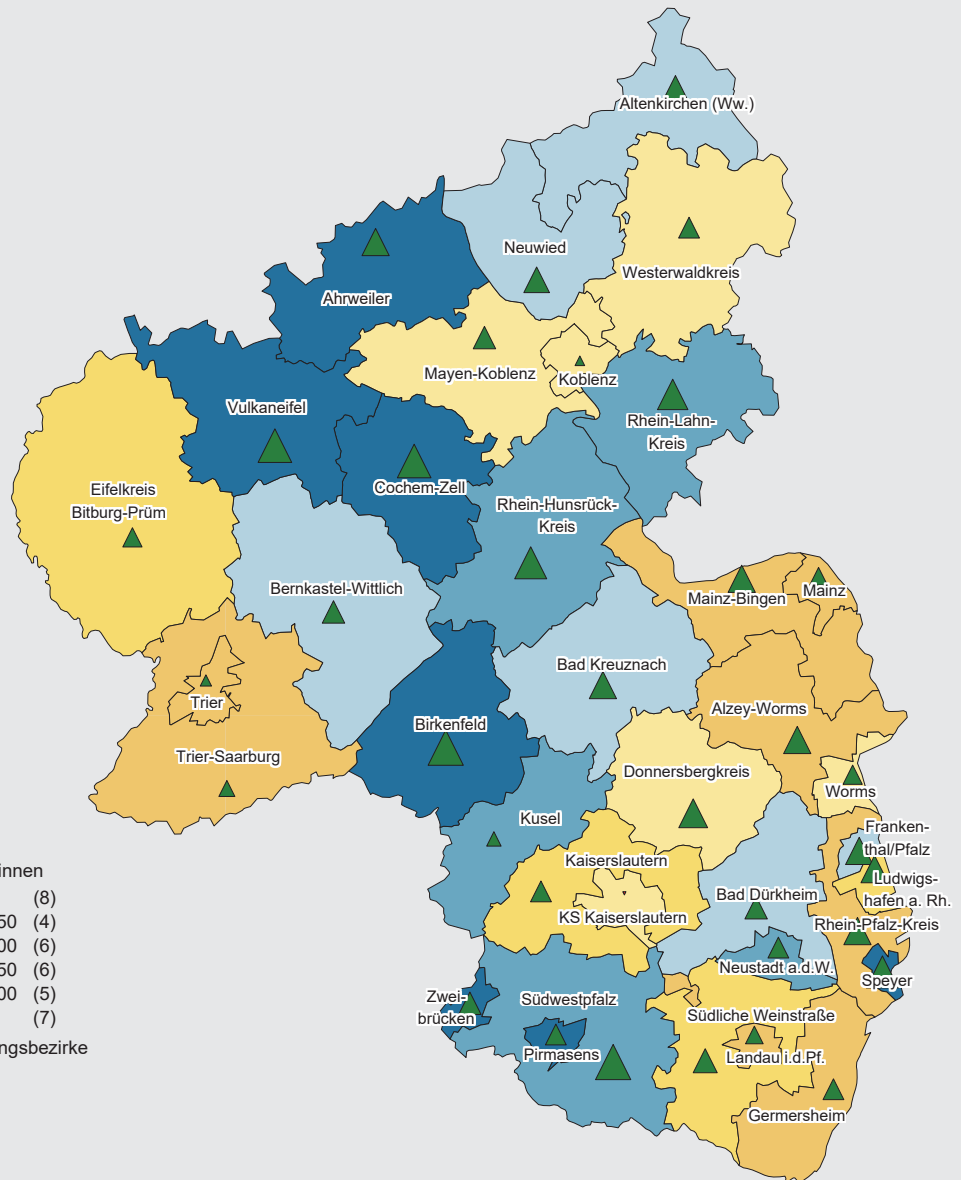 Altenkirchen (Ww.)
Neuwied
Westerwaldkreis
Ahrweiler
Mayen-Koblenz
Koblenz
Vulkaneifel
Rhein-Lahn-
Kreis
Cochem-Zell
Eifelkreis
Bitburg-Prüm
Rhein-Hunsrück-
Kreis
Bernkastel-Wittlich
Mainz-Bingen
Mainz
Bad Kreuznach
Trier
Alzey-Worms
Birkenfeld
Trier-Saarburg
Donnersbergkreis
Worms
Kusel
Franken-
thal/Pfalz
Kaiserslautern
Ludwigs-
hafen a. Rh.
Bad Dürkheim
KS Kaiserslautern
Rhein-Pfalz-Kreis
Neustadt a.d.W.
Speyer
Zwei-
brücken
Südwestpfalz
Südliche Weinstraße
Pirmasens
Landau i.d.Pf.
Germersheim
innen
(8)
50 (4)
00 (6)
50 (6)
00 (5)
(7)
ngsbezirke